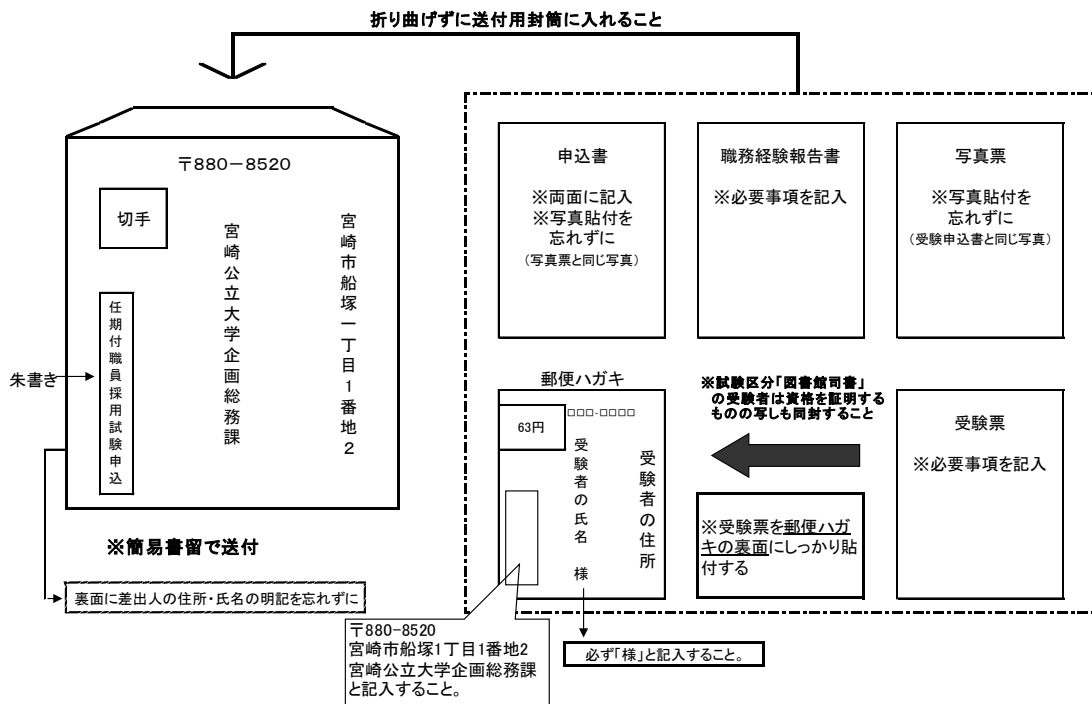 折り曲げずに送付用封筒に入れること
〒880－8520
切手
宮崎市船塚一丁目1番地2
宮崎公立大学企画総務課
任期付職員採用試験申込
朱書き
※簡易書留で送付
裏面に差出人の住所・氏名の明記を忘れずに
申込書
※両面に記入
※写真貼付を
忘れずに
（写真票と同じ写真）
職務経験報告書
※必要事項を記入
写真票
※写真貼付を
忘れずに
（受験申込書と同じ写真）
郵便ハガキ
63円
□□□-□□□□
受験者の住所
受験者の氏名　様
※試験区分「図書館司書」
の受験者は資格を証明する
ものの写しも同封すること
※受験票を郵便ハガ
キの裏面にしっかり貼
付する
受験票
※必要事項を記入
〒880-8520
宮崎市船塚1丁目1番地2
宮崎公立大学企画総務課
と記入すること。
必ず「様」と記入すること。